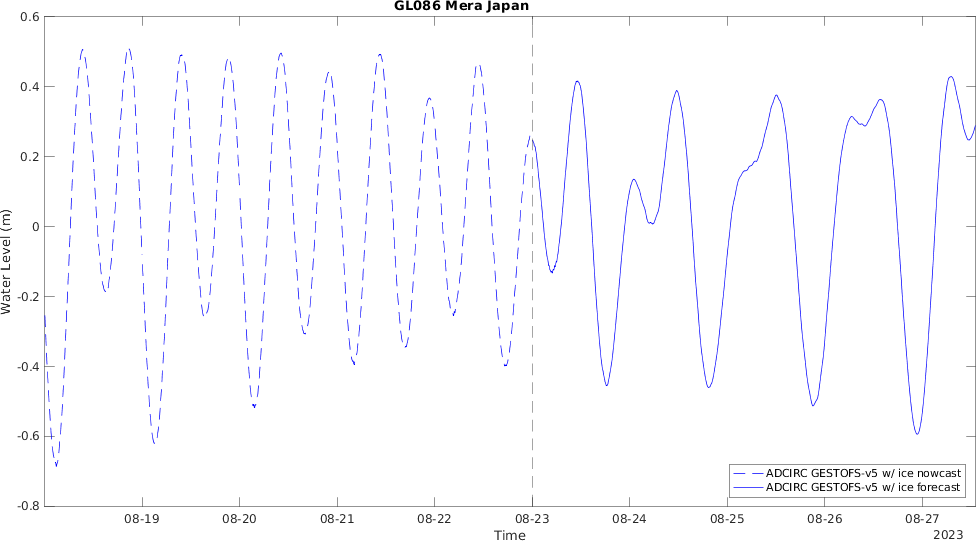 GL086 Mera Japan
0.6
0.4
0.2
0
-0.2
-0.4
-0.6
-0.8
Water Level (m)
ADCIRC GESTOFS-v5 w/ ice nowcast
ADCIRC GESTOFS-v5 w/ ice forecast
08-19 08-20 08-21 08-22 08-23 08-24 08-25 08-26 08-27
Time
2023